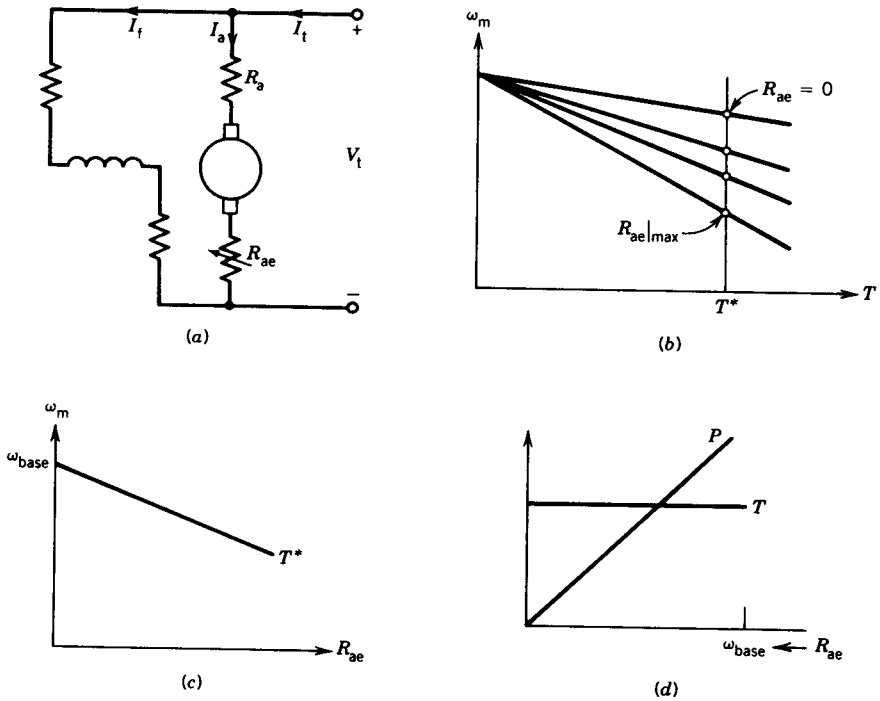 I_f
I_a
I_t
+
R_a
V_t
R_ae
−
(a)
ω_m
R_ae = 0
R_ae|max
T*
T
(b)
ω_m
ω_base
T*
R_ae
(c)
P
T
ω_base ← R_ae
(d)